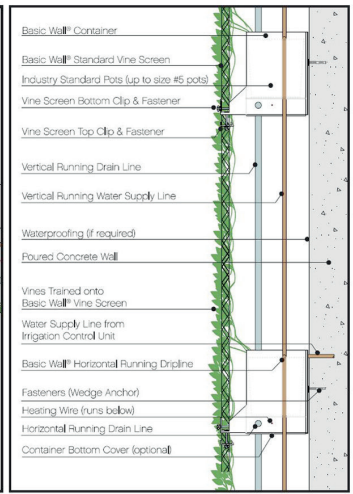 Basic Wall® Container
Basic Wall® Standard Vine Screen
Industry Standard Pots (up to size #5 pots)
Vine Screen Bottom Clip & Fastener
Vine Screen Top Clip & Fastener
Vertical Running Drain Line
Vertical Running Water Supply Line
Waterproofing (if required)
Poured Concrete Wall
Vines Trained onto
Basic Wall® Vine Screen
Water Supply Line from
Irrigation Control Unit
Basic Wall® Horizontal Running Dripline
Fasteners (Wedge Anchor)
Heating Wire (runs below)
Horizontal Running Drain Line
Container Bottom Cover (optional)